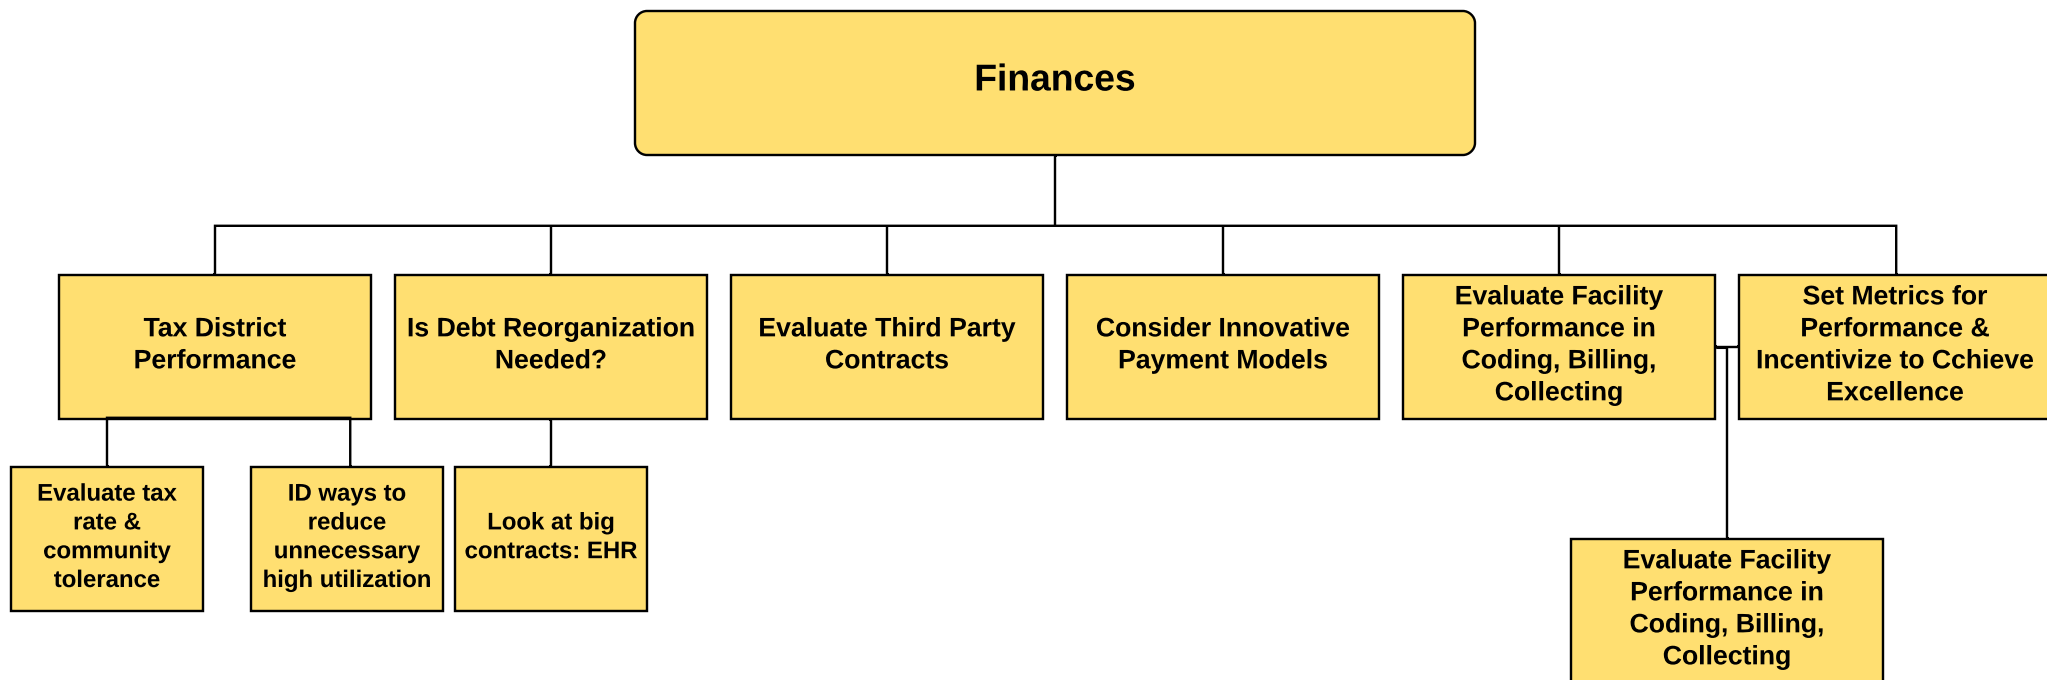 Finances
Tax District
Performance
Is Debt Reorganization
Needed?
Evaluate Third Party
Contracts
Consider Innovative
Payment Models
Evaluate Facility
Performance in
Coding, Billing,
Collecting
Set Metrics for
Performance &
Incentivize to Cchieve
Excellence
Evaluate tax
rate &
community
tolerance
ID ways to
reduce
unnecessary
high utilization
Look at big
contracts: EHR
Evaluate Facility
Performance in
Coding, Billing,
Collecting